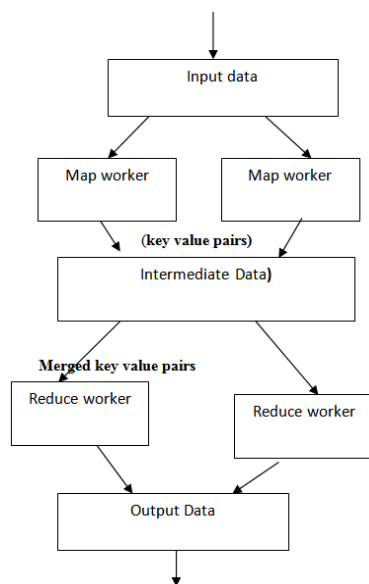 Input data
Map worker
Map worker
(key value pairs)
Intermediate Data)
Merged key value pairs
Reduce worker
Reduce worker
Output Data